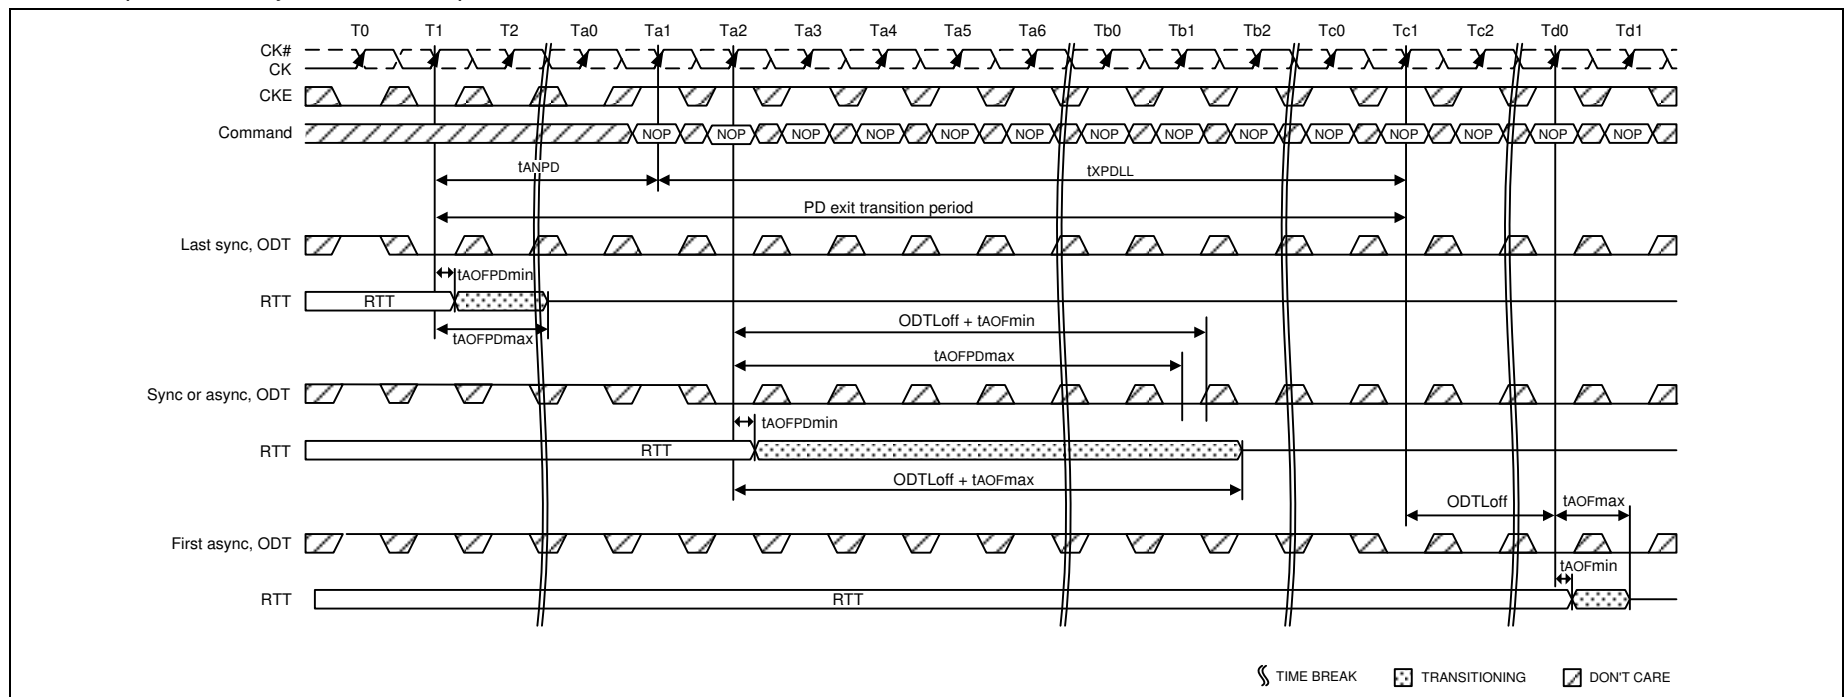 T0 T1 T2 Ta0 Ta1 Ta2 Ta3 Ta4 Ta5 Ta6 Tb0 Tb1 Tb2 Tc0 Tc1 Tc2 Td0 Td1
CK#
CK
CKE
Command NOP NOP NOP NOP NOP NOP NOP NOP NOP NOP NOP NOP NOP NOP
tANPD tXPDLL
PD exit transition period
Last sync, ODT
tAOFPDmin
RTT RTT
tAOFPDmax
ODTLoff + tAOFmin
tAOFPDmax
Sync or async, ODT
tAOFPDmin
RTT RTT
ODTLoff + tAOFmax
ODTLoff tAOFmax
First async, ODT
tAOFmin
RTT RTT
TIME BREAK TRANSITIONING DON'T CARE